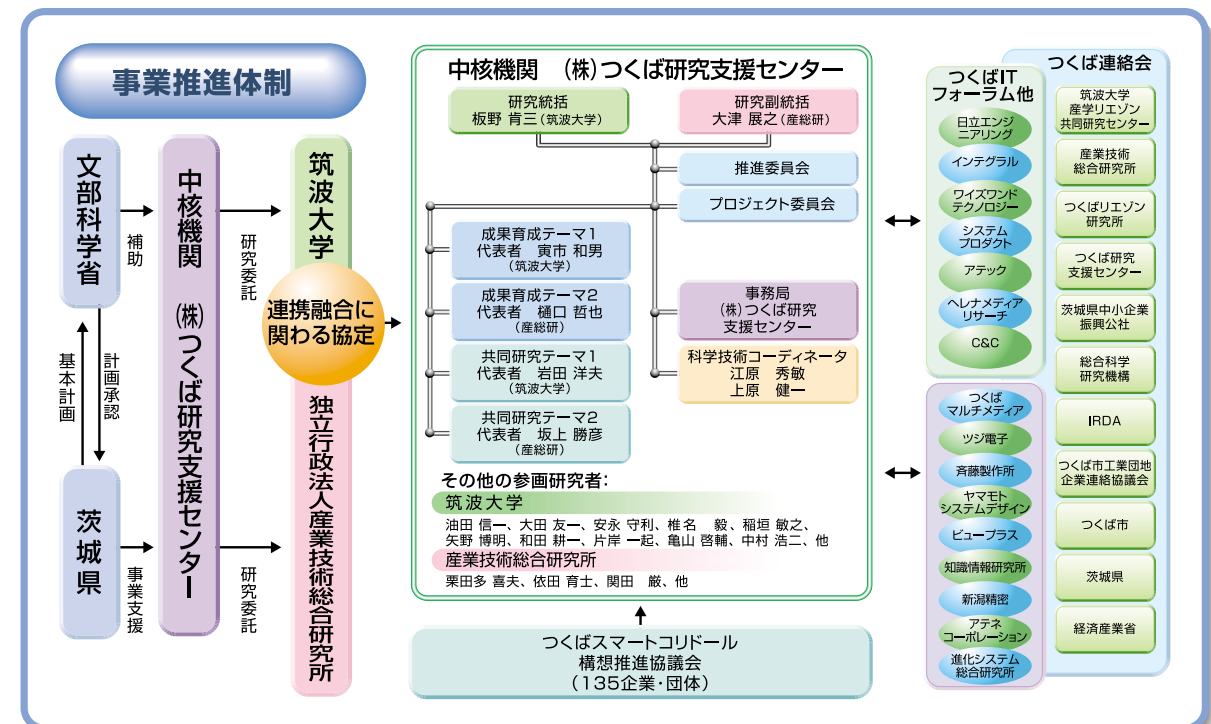 事業推進体制
文部科学省
補助
基本計画
計画承認
茨城県
事業支援
中核機関 (株)つくば研究支援センター
研究委託
研究委託
筑波大学
連携融合に
関わる協定
独立行政法人産業技術総合研究所
中核機関 (株)つくば研究支援センター
研究統括
板野 肯三(筑波大学)
研究副統括
大津 展之(産総研)
推進委員会
プロジェクト委員会
成果育成テーマ1
代表者 寅市 和男
(筑波大学)
成果育成テーマ2
代表者 樋口 哲也
(産総研)
共同研究テーマ1
代表者 岩田 洋夫
(筑波大学)
共同研究テーマ2
代表者 坂上 勝彦
(産総研)
事務局
(株)つくば研究
支援センター
科学技術コーディネータ
江原 秀敏
上原 健一
その他の参画研究者:
筑波大学
油田 信一、大田 友一、安永 守利、椎名 毅、稲垣 敏之、
矢野 博明、和田 耕一、片岸 一起、亀山 啓輔、中村 浩二、他
産業技術総合研究所
栗田多 喜夫、依田 育士、関田 巌、他
つくばスマートコリドール
構想推進協議会
(135企業・団体)
つくばIT
フォーラム他
日立エンジ
ニアリング
インテグラル
ワイズワンド
テクノロジー
システム
プロダクト
アテック
ヘレナメディア
リサーチ
C&C
つくば
マルチメディア
ツジ電子
斉藤製作所
ヤマモト
システムデザイン
ビュープラス
知識情報研究所
新潟精密
アテネ
コーポレーション
進化システム
総合研究所
つくば連絡会
筑波大学
産学リエゾン
共同研究センター
産業技術
総合研究所
つくばリエゾン
研究所
つくば研究
支援センター
茨城県中小企業
振興公社
総合科学
研究機構
IRDA
つくば市工業団地
企業連絡協議会
つくば市
茨城県
経済産業省